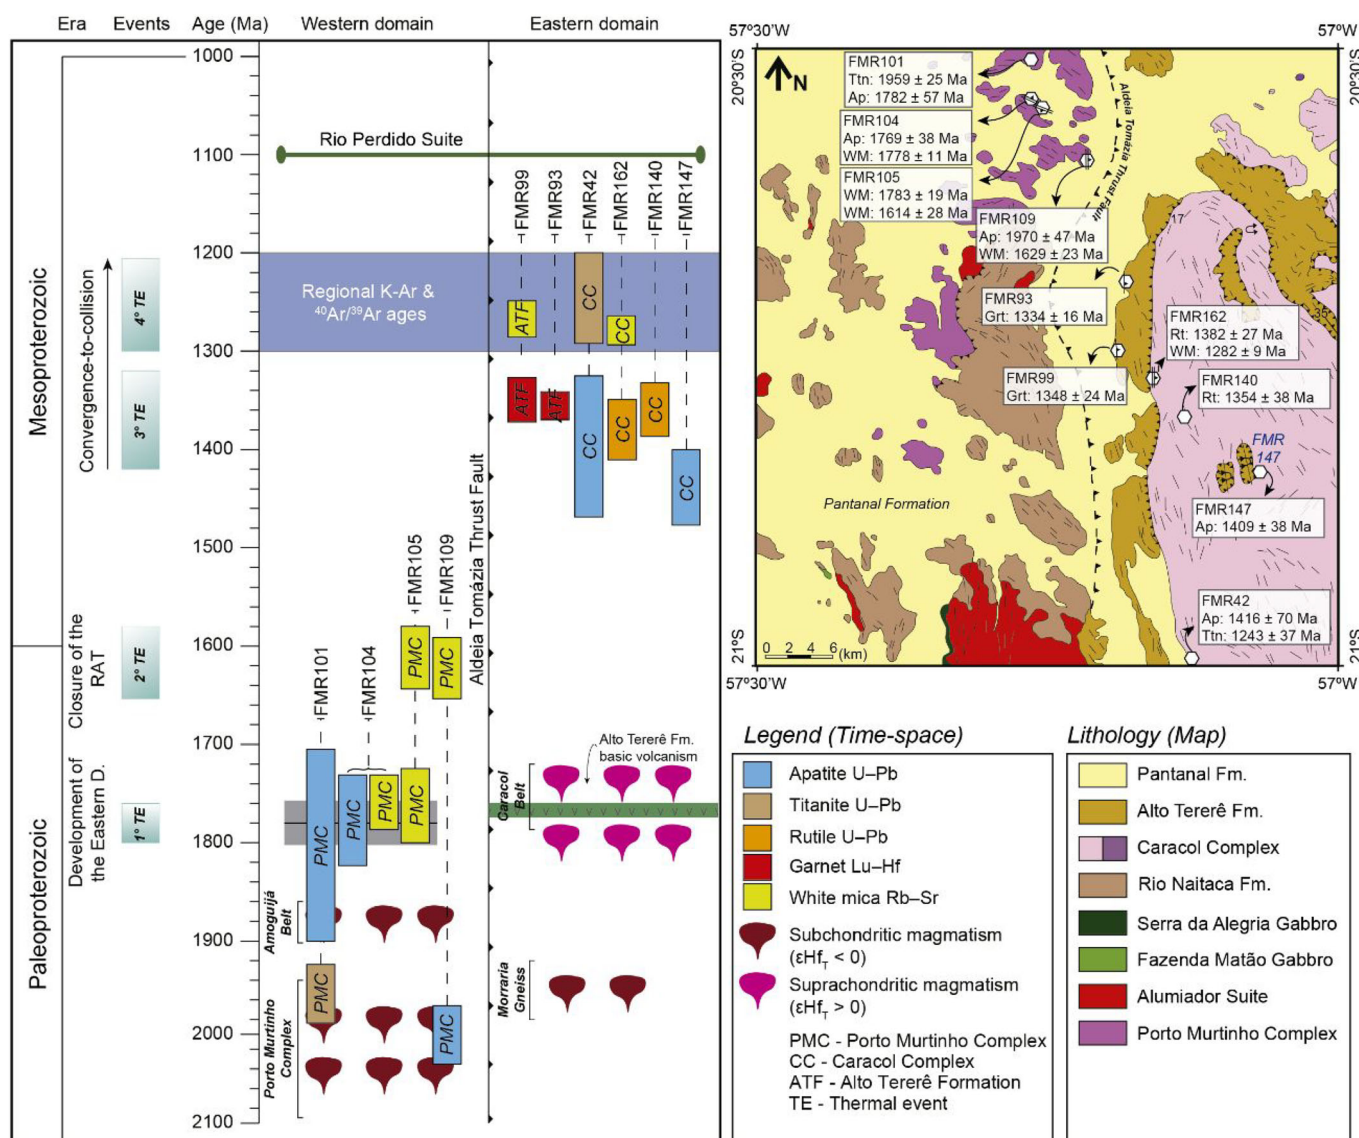 Era
Events
Age (Ma)
Western domain
Eastern domain
1000
1100
1200
1300
1400
1500
1600
1700
1800
1900
2000
2100
Mesoproterozoic
Paleoproterozoic
Convergence-to-collision
Closure of the
RAT
Development of
the Eastern D.
4° TE
3° TE
2° TE
1° TE
Rio Perdido Suite
Regional K-Ar &
⁴⁰Ar/³⁹Ar ages
FMR99
FMR93
FMR42
FMR162
FMR140
FMR147
ATF
CC
CC
ATF
ATF
CC
CC
CC
CC
Aldeia Tomázia Thrust Fault
FMR101
FMR104
FMR105
FMR109
PMC
PMC
PMC
PMC
PMC
PMC
PMC
PMC
Alto Tererê Fm.
basic volcanism
Caracol
Belt
Amoguijá
Belt
Porto Murtinho
Complex
Morraria
Gneiss
57°30'W
57°W
20°30'S
20°30'S
N
FMR101
Ttn: 1959 ± 25 Ma
Ap: 1782 ± 57 Ma
FMR104
Ap: 1769 ± 38 Ma
WM: 1778 ± 11 Ma
FMR105
WM: 1783 ± 19 Ma
WM: 1614 ± 28 Ma
FMR109
Ap: 1970 ± 47 Ma
WM: 1629 ± 23 Ma
Aldeia Tomázia Thrust Fault
17
FMR93
Grt: 1334 ± 16 Ma
35
FMR162
Rt: 1382 ± 27 Ma
WM: 1282 ± 9 Ma
FMR99
Grt: 1348 ± 24 Ma
FMR140
Rt: 1354 ± 38 Ma
FMR
147
Pantanal Formation
FMR147
Ap: 1409 ± 38 Ma
FMR42
Ap: 1416 ± 70 Ma
Ttn: 1243 ± 37 Ma
0 2 4 6 (km)
21°S
21°S
57°30'W
57°W
Legend (Time-space)
Apatite U–Pb
Titanite U–Pb
Rutile U–Pb
Garnet Lu–Hf
White mica Rb–Sr
Subchondritic magmatism
(εHfT < 0)
Suprachondritic magmatism
(εHfT > 0)
PMC - Porto Murtinho Complex
CC - Caracol Complex
ATF - Alto Tererê Formation
TE - Thermal event
Lithology (Map)
Pantanal Fm.
Alto Tererê Fm.
Caracol Complex
Rio Naitaca Fm.
Serra da Alegria Gabbro
Fazenda Matão Gabbro
Alumiador Suite
Porto Murtinho Complex